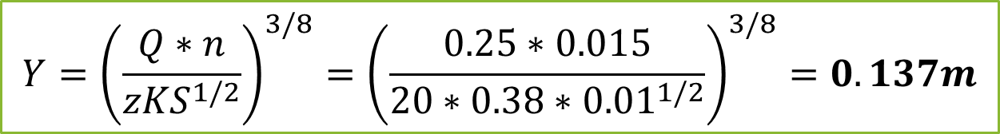 Y = (Q * n / zKS^{1/2})^{3/8} = (0.25 * 0.015 / 20 * 0.38 * 0.01^{1/2})^{3/8} = 0.137m